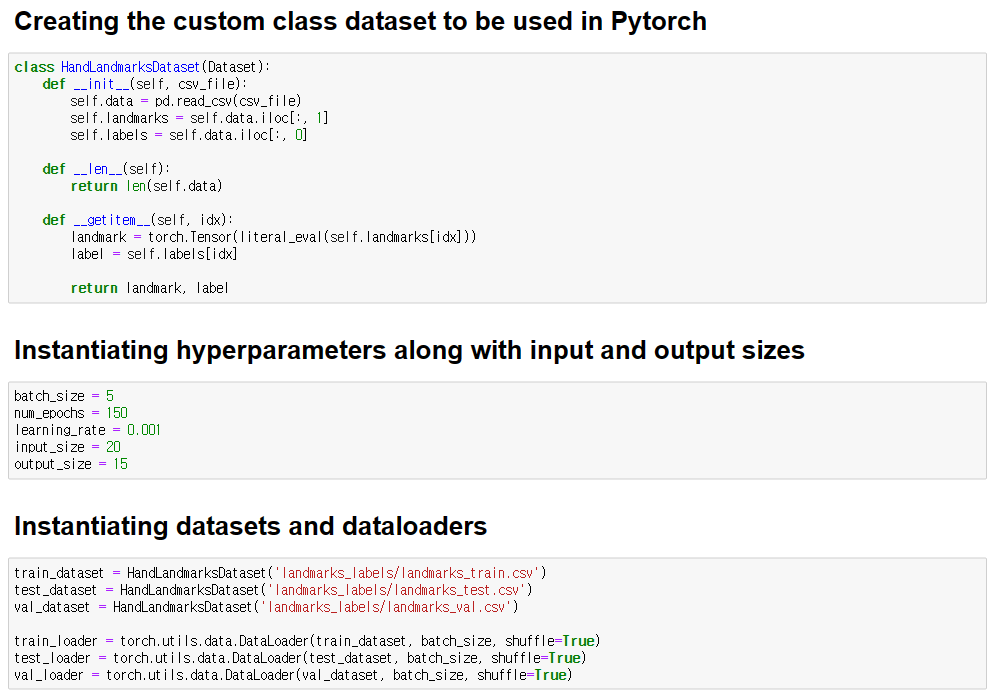 Creating the custom class dataset to be used in Pytorch
class HandLandmarksDataset(Dataset):
    def __init__(self, csv_file):
        self.data = pd.read_csv(csv_file)
        self.landmarks = self.data.iloc[:, 1]
        self.labels = self.data.iloc[:, 0]

    def __len__(self):
        return len(self.data)

    def __getitem__(self, idx):
        landmark = torch.Tensor(literal_eval(self.landmarks[idx]))
        label = self.labels[idx]

        return landmark, label
Instantiating hyperparameters along with input and output sizes
batch_size = 5
num_epochs = 150
learning_rate = 0.001
input_size = 20
output_size = 15
Instantiating datasets and dataloaders
train_dataset = HandLandmarksDataset('landmarks_labels/landmarks_train.csv')
test_dataset = HandLandmarksDataset('landmarks_labels/landmarks_test.csv')
val_dataset = HandLandmarksDataset('landmarks_labels/landmarks_val.csv')

train_loader = torch.utils.data.DataLoader(train_dataset, batch_size, shuffle=True)
test_loader = torch.utils.data.DataLoader(test_dataset, batch_size, shuffle=True)
val_loader = torch.utils.data.DataLoader(val_dataset, batch_size, shuffle=True)